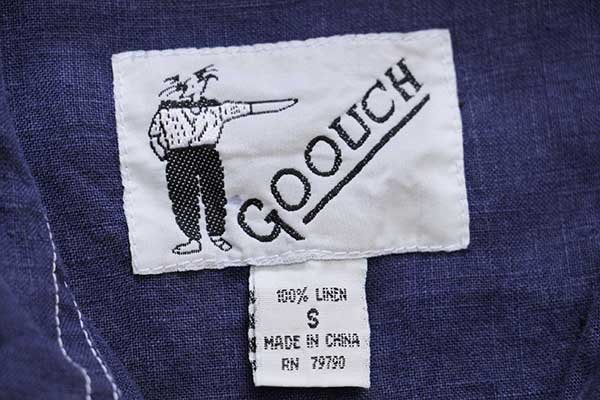 GOOUCH
100% LINEN
S
MADE IN CHINA
RN 79790